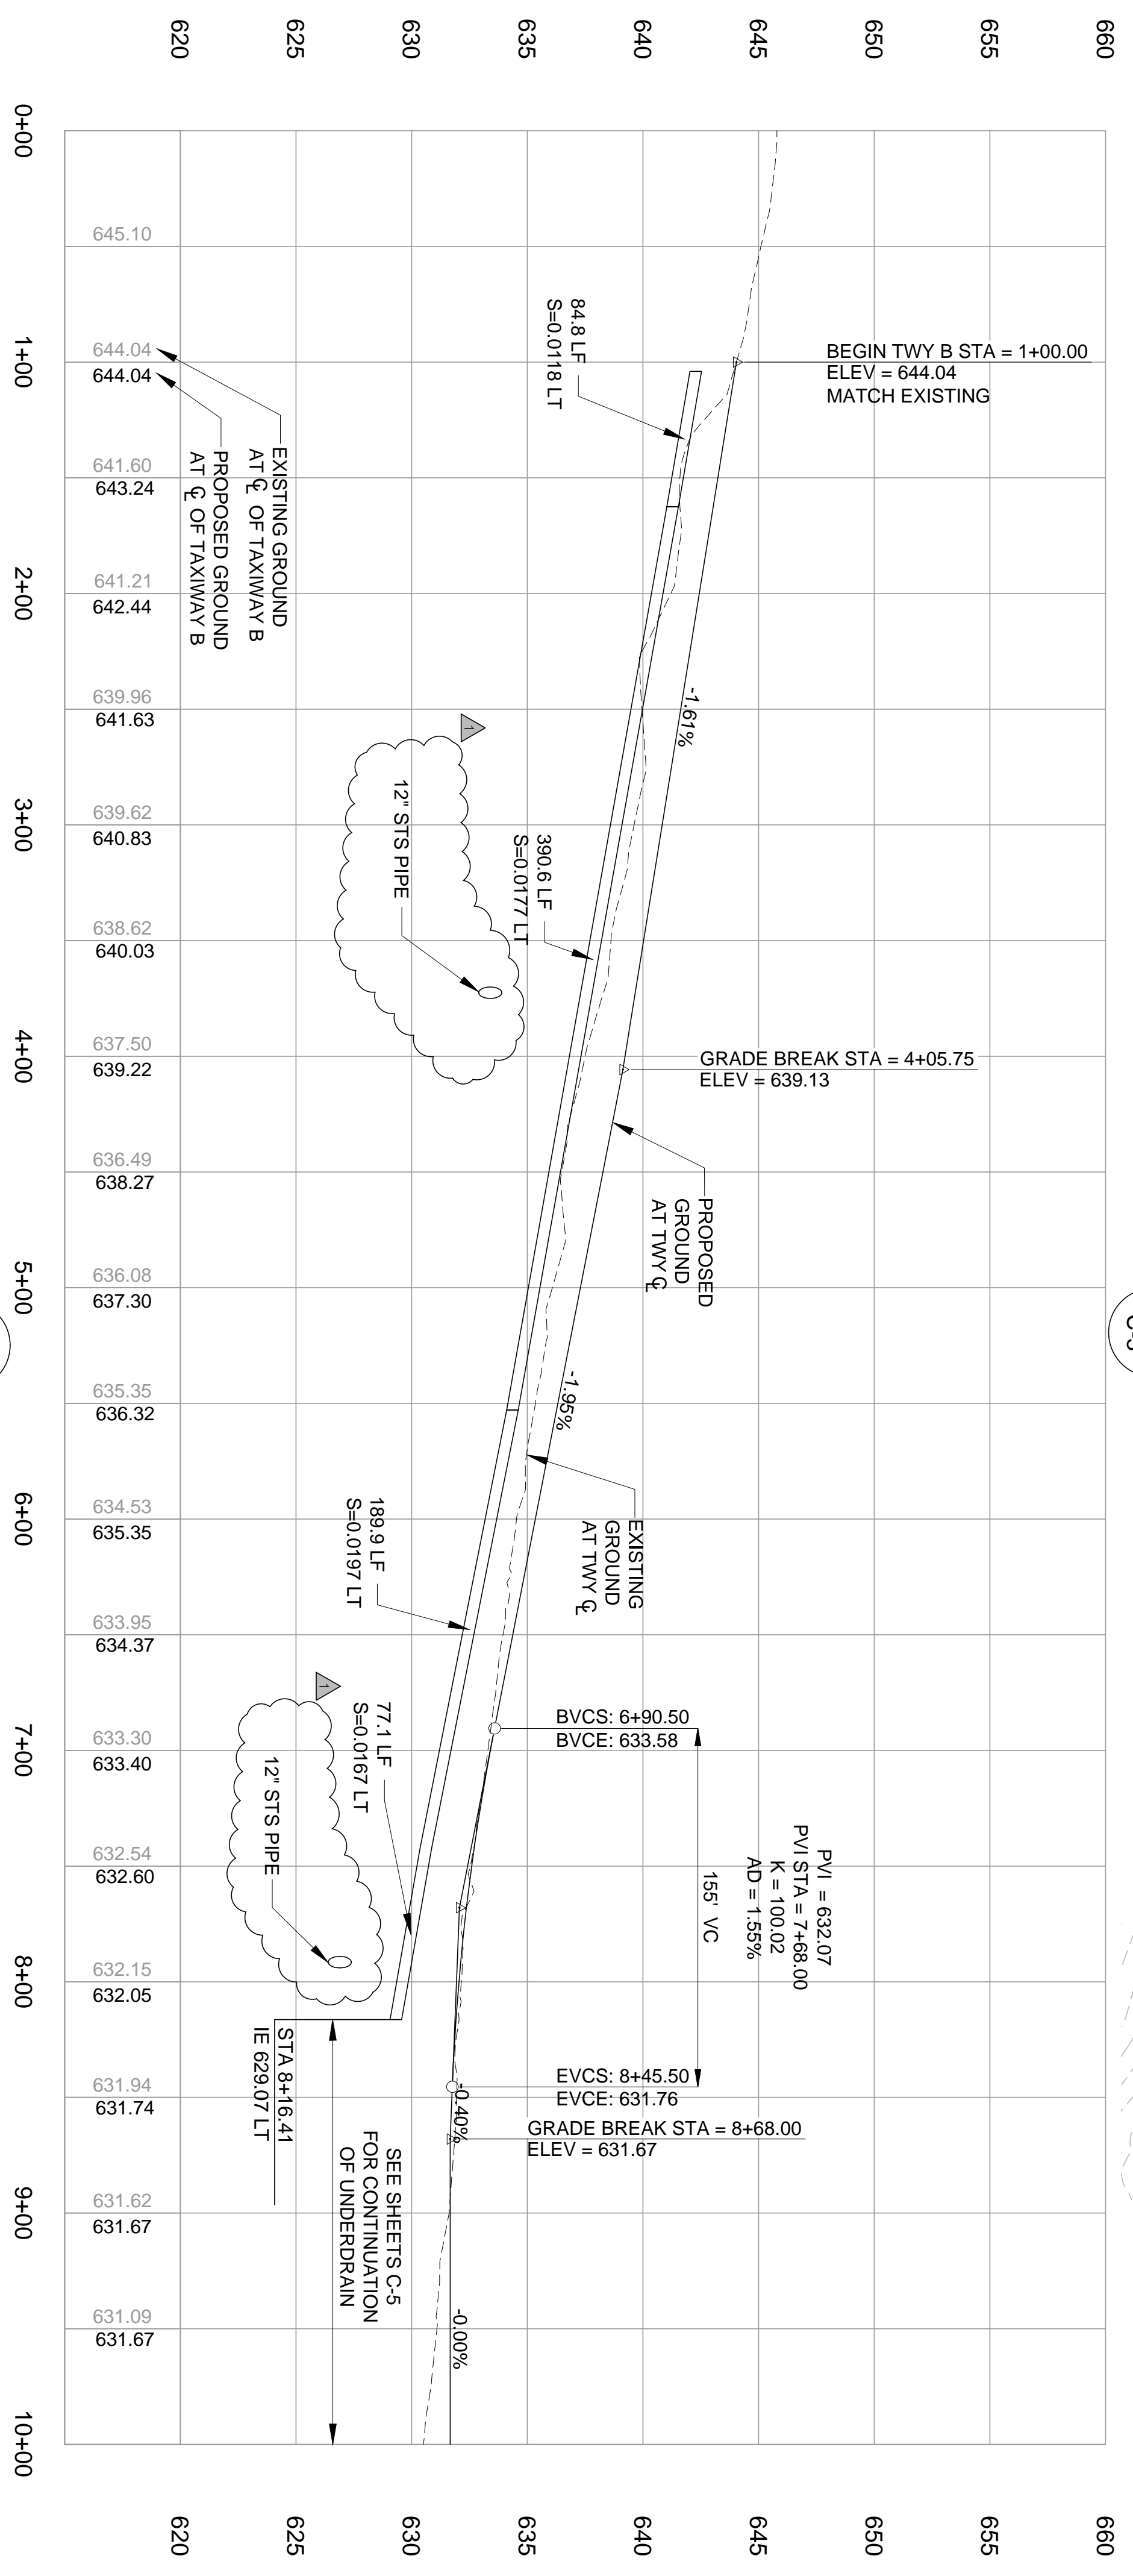 660
655
650
645
640
635
630
625
620
BEGIN TWY B STA = 1+00.00
ELEV = 644.04
MATCH EXISTING
84.8 LF
S=0.0118 LT
-1.61%
EXISTING GROUND
AT ℄ OF TAXIWAY B
PROPOSED GROUND
AT ℄ OF TAXIWAY B
1
12" STS PIPE
390.6 LF
S=0.0177 LT
GRADE BREAK STA = 4+05.75
ELEV = 639.13
PROPOSED
GROUND
AT TWY ℄
-1.95%
EXISTING
GROUND
AT TWY ℄
189.9 LF
S=0.0197 LT
1
12" STS PIPE
77.1 LF
S=0.0167 LT
BVCS: 6+90.50
BVCE: 633.58
PVI = 632.07
PVI STA = 7+68.00
K = 100.02
AD = 1.55%
155' VC
EVCS: 8+45.50
EVCE: 631.76
-0.40%
GRADE BREAK STA = 8+68.00
ELEV = 631.67
STA 8+16.41
IE 629.07 LT
SEE SHEETS C-5
FOR CONTINUATION
OF UNDERDRAIN
-0.00%
645.10
644.04
644.04
641.60
643.24
641.21
642.44
639.96
641.63
639.62
640.83
638.62
640.03
637.50
639.22
636.49
638.27
636.08
637.30
635.35
636.32
634.53
635.35
633.95
634.37
633.30
633.40
632.54
632.60
632.15
632.05
631.94
631.74
631.62
631.67
631.09
631.67
0+00
1+00
2+00
3+00
4+00
5+00
6+00
7+00
8+00
9+00
10+00
660
655
650
645
640
635
630
625
620